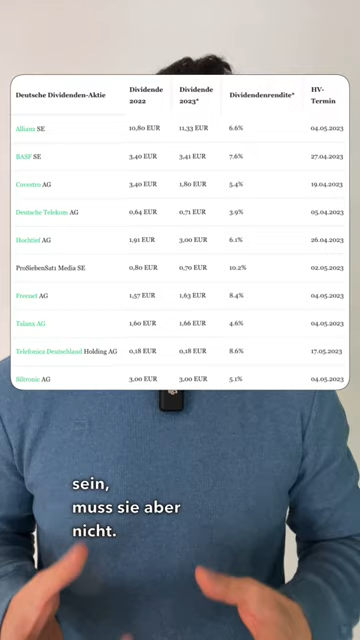 Deutsche Dividenden-Aktie Dividende 2022 Dividende 2023* Dividendenrendite* HV-Termin
Allianz SE 10,80 EUR 11,33 EUR 6.6% 04.05.2023
BASF SE 3,40 EUR 3,41 EUR 7.6% 27.04.2023
Covestro AG 3,40 EUR 1,80 EUR 5.4% 19.04.2023
Deutsche Telekom AG 0,64 EUR 0,71 EUR 3.9% 05.04.2023
Hochtief AG 1,91 EUR 3,00 EUR 6.1% 26.04.2023
ProSiebenSat1 Media SE 0,80 EUR 0,70 EUR 10.2% 02.05.2023
Freenet AG 1,57 EUR 1,63 EUR 8.4% 04.05.2023
Talanx AG 1,60 EUR 1,66 EUR 4.6% 04.05.2023
Telefonica Deutschland Holding AG 0,18 EUR 0,18 EUR 8.6% 17.05.2023
Siltronic AG 3,00 EUR 3,00 EUR 5.1% 04.05.2023
sein,
muss sie aber
nicht.